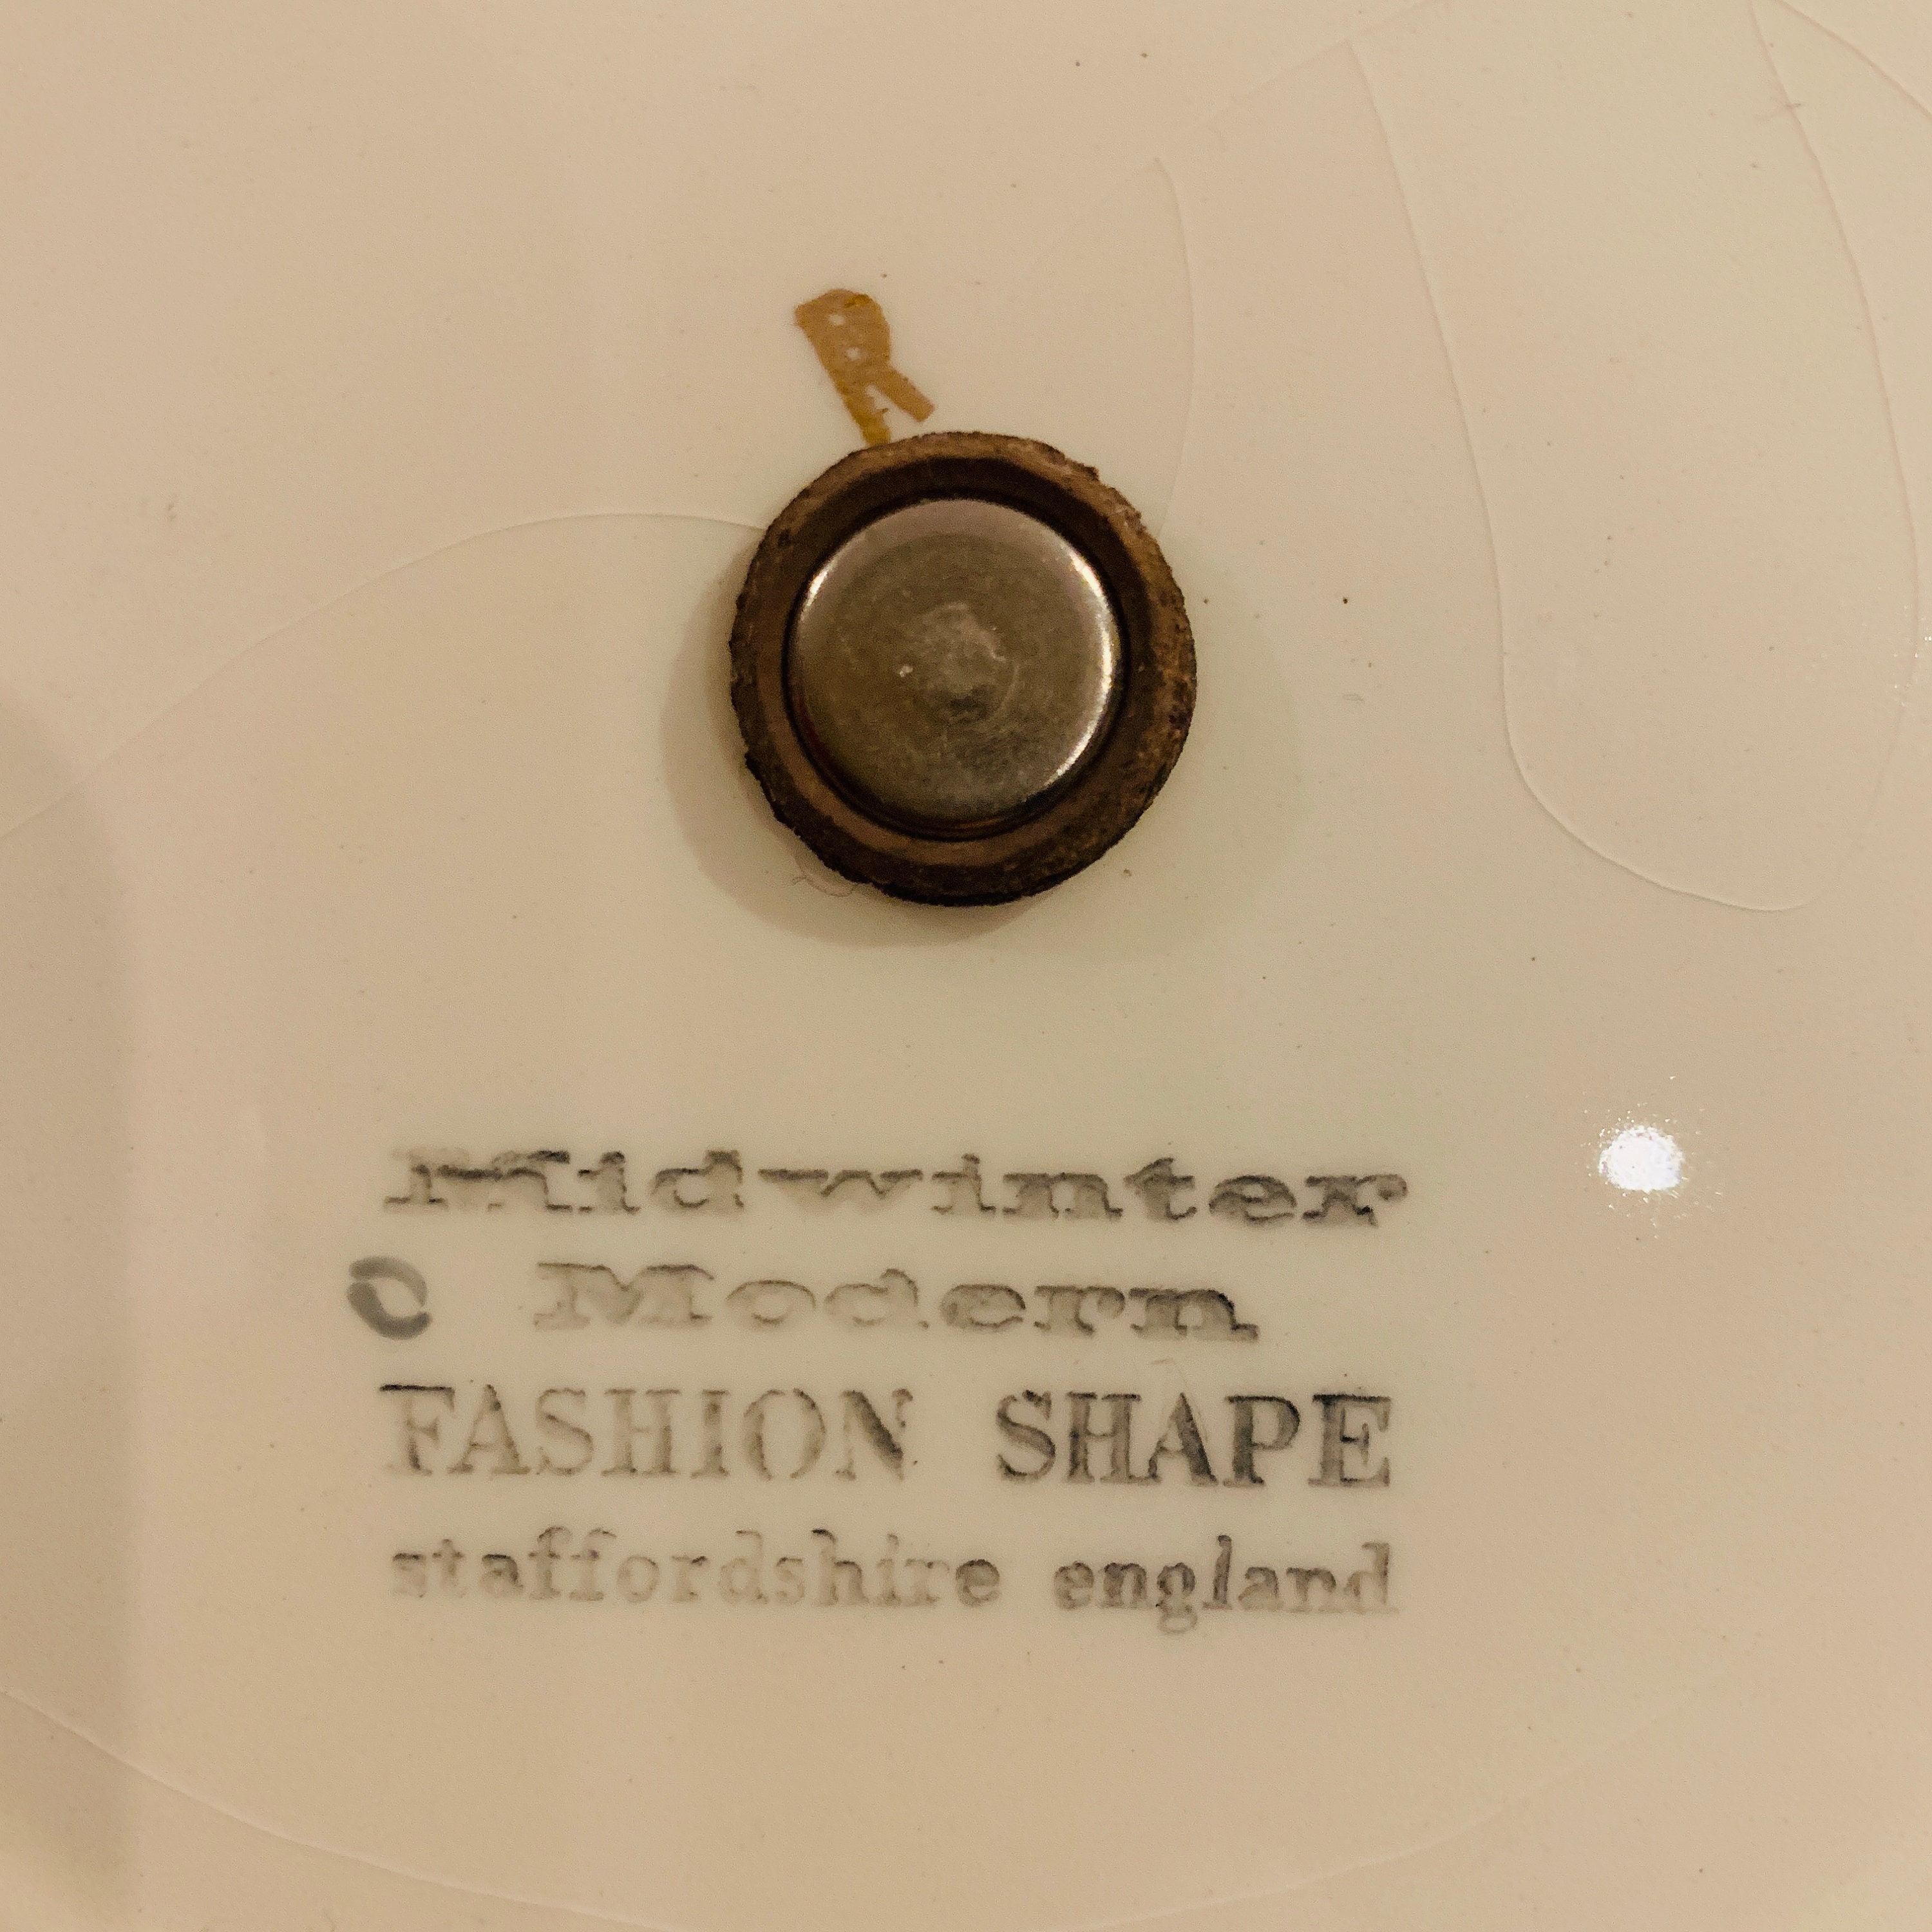 R
Midwinter
O Modern
FASHION SHAPE
staffordshire england